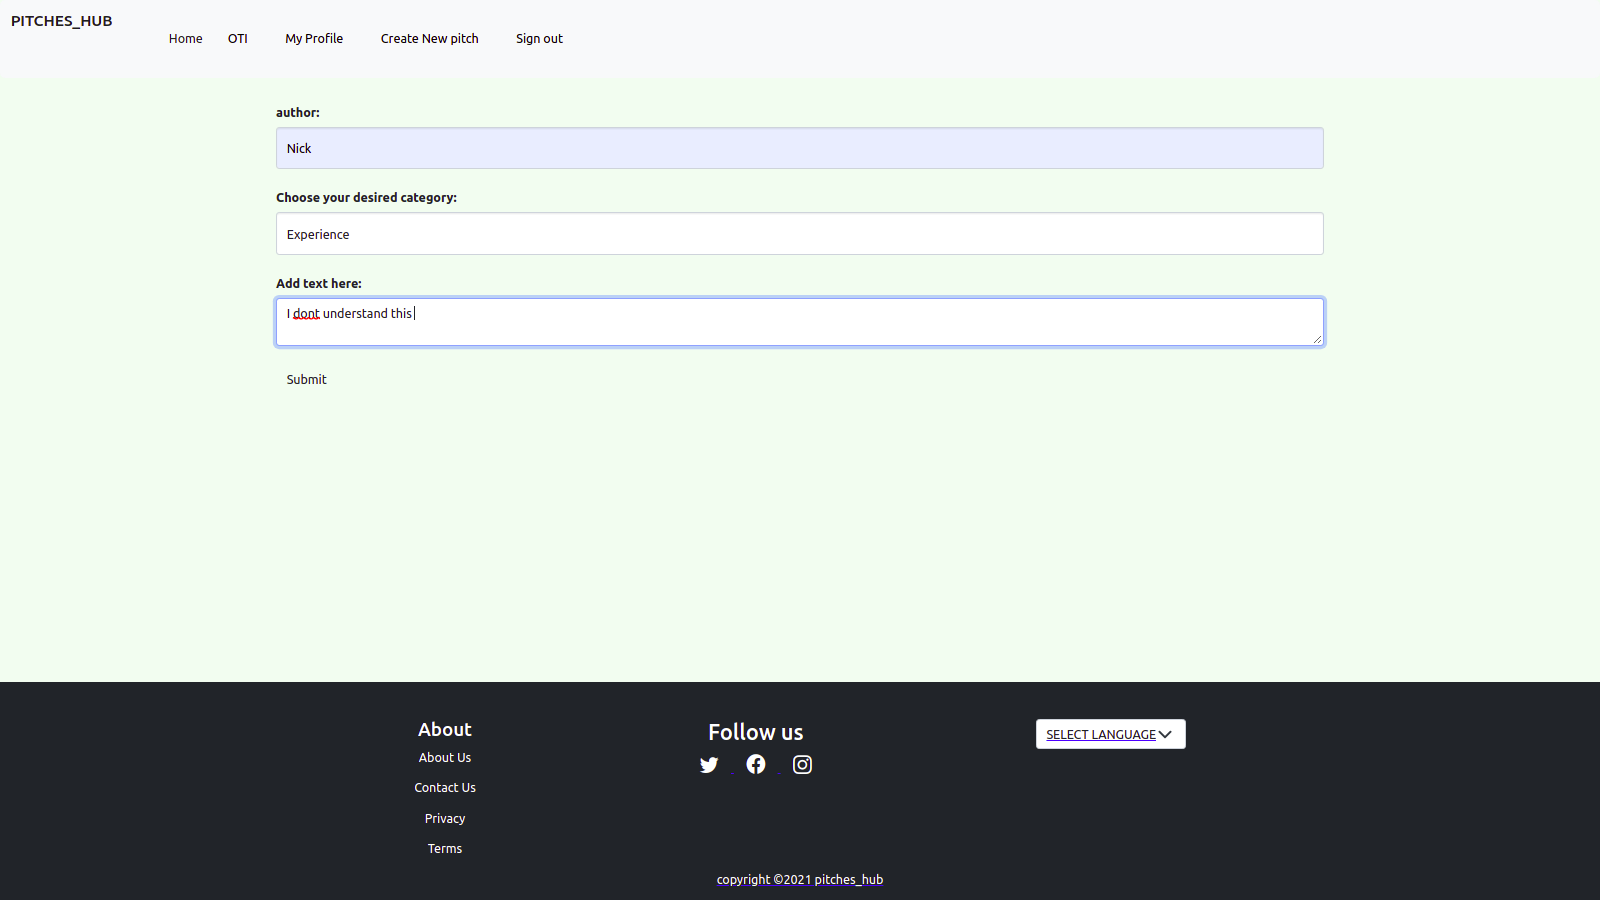 PITCHES_HUB
Home OTI My Profile Create New pitch Sign out
author:
Nick
Choose your desired category:
Experience
Add text here:
I dont understand this
Submit
About
About Us
Contact Us
Privacy
Terms
Follow us
SELECT LANGUAGE
copyright ©2021 pitches_hub